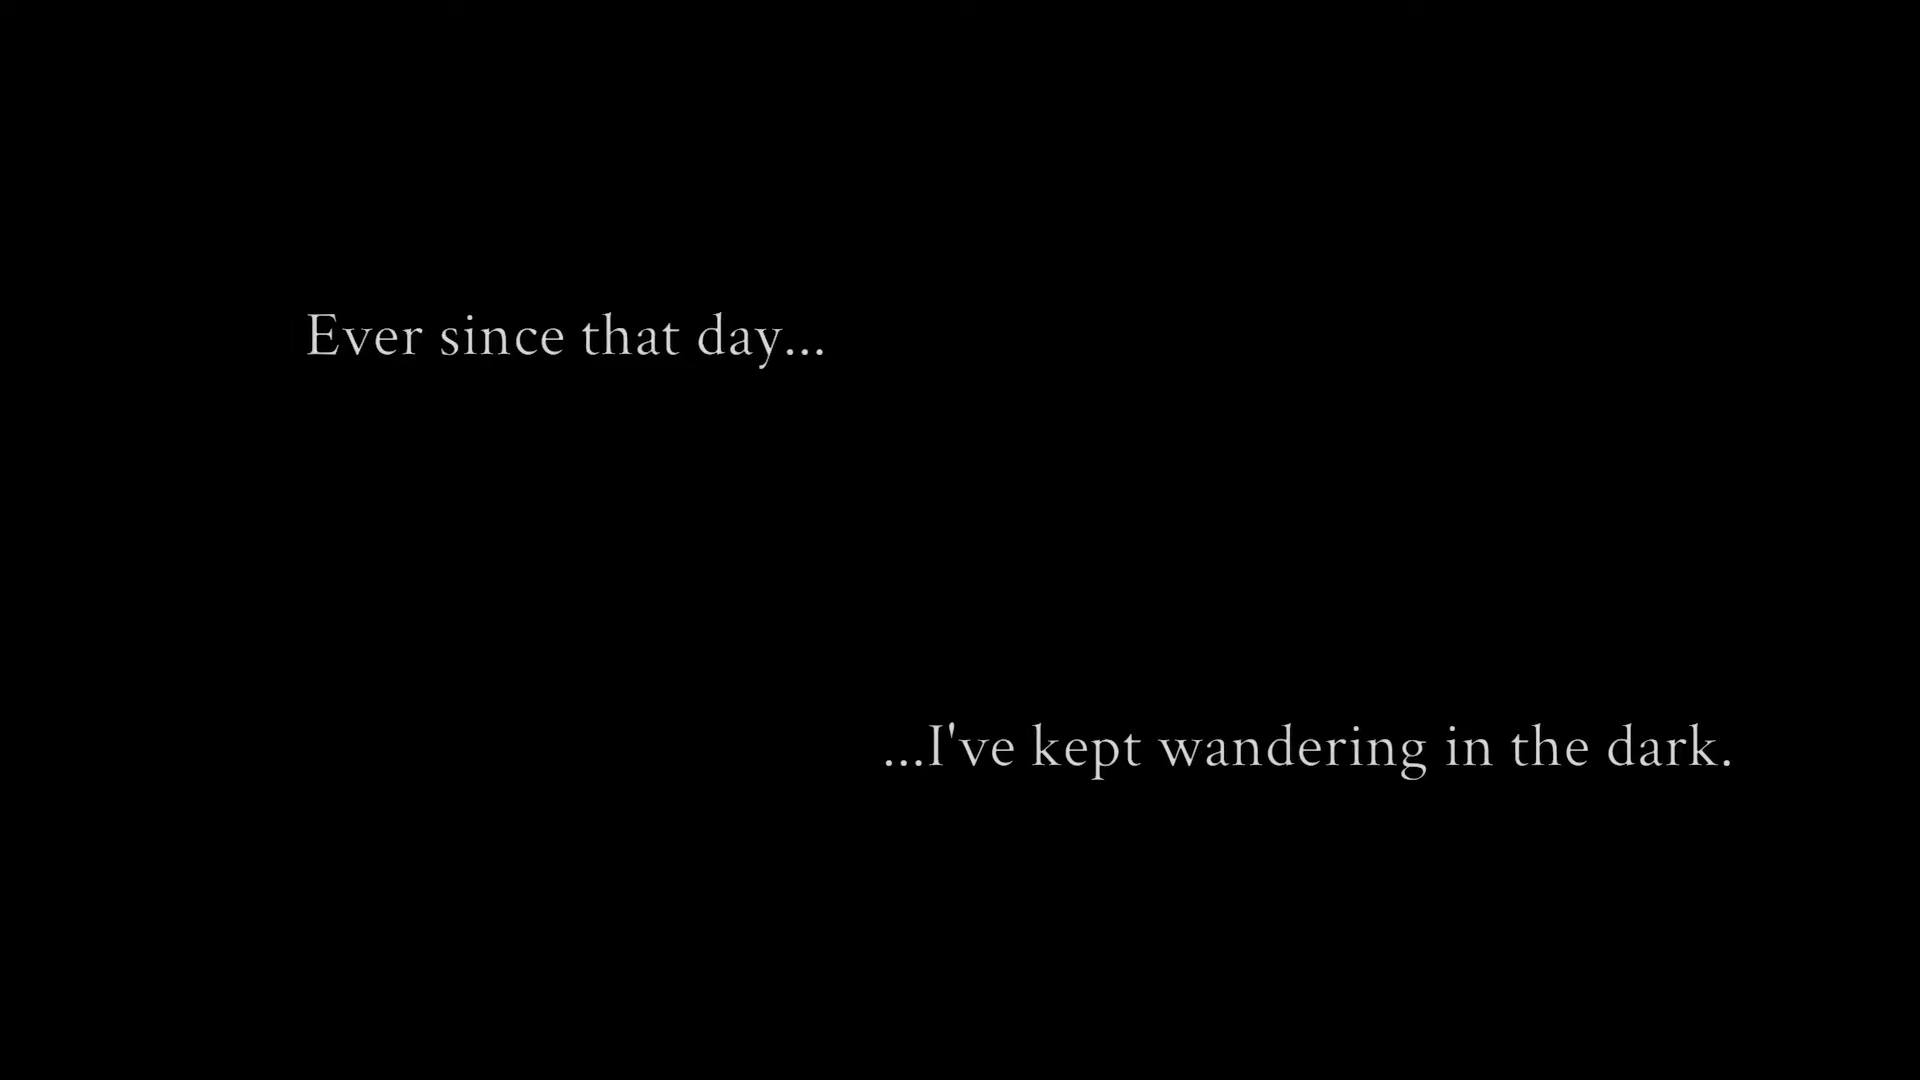 Ever since that day...
...I've kept wandering in the dark.